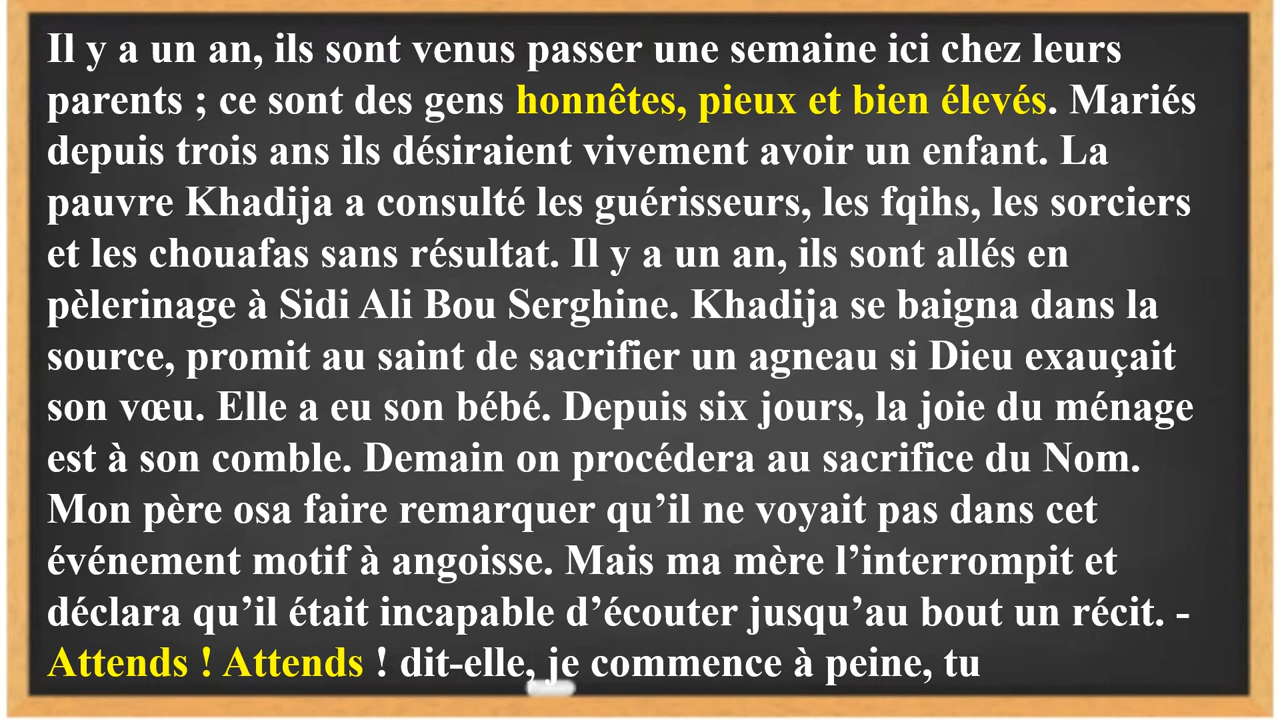 Il y a un an, ils sont venus passer une semaine ici chez leurs
parents ; ce sont des gens honnêtes, pieux et bien élevés. Mariés
depuis trois ans ils désiraient vivement avoir un enfant. La
pauvre Khadija a consulté les guérisseurs, les fqihs, les sorciers
et les chouafas sans résultat. Il y a un an, ils sont allés en
pèlerinage à Sidi Ali Bou Serghine. Khadija se baigna dans la
source, promit au saint de sacrifier un agneau si Dieu exauçait
son vœu. Elle a eu son bébé. Depuis six jours, la joie du ménage
est à son comble. Demain on procédera au sacrifice du Nom.
Mon père osa faire remarquer qu’il ne voyait pas dans cet
événement motif à angoisse. Mais ma mère l’interrompit et
déclara qu’il était incapable d’écouter jusqu’au bout un récit. -
Attends ! Attends ! dit-elle, je commence à peine, tu